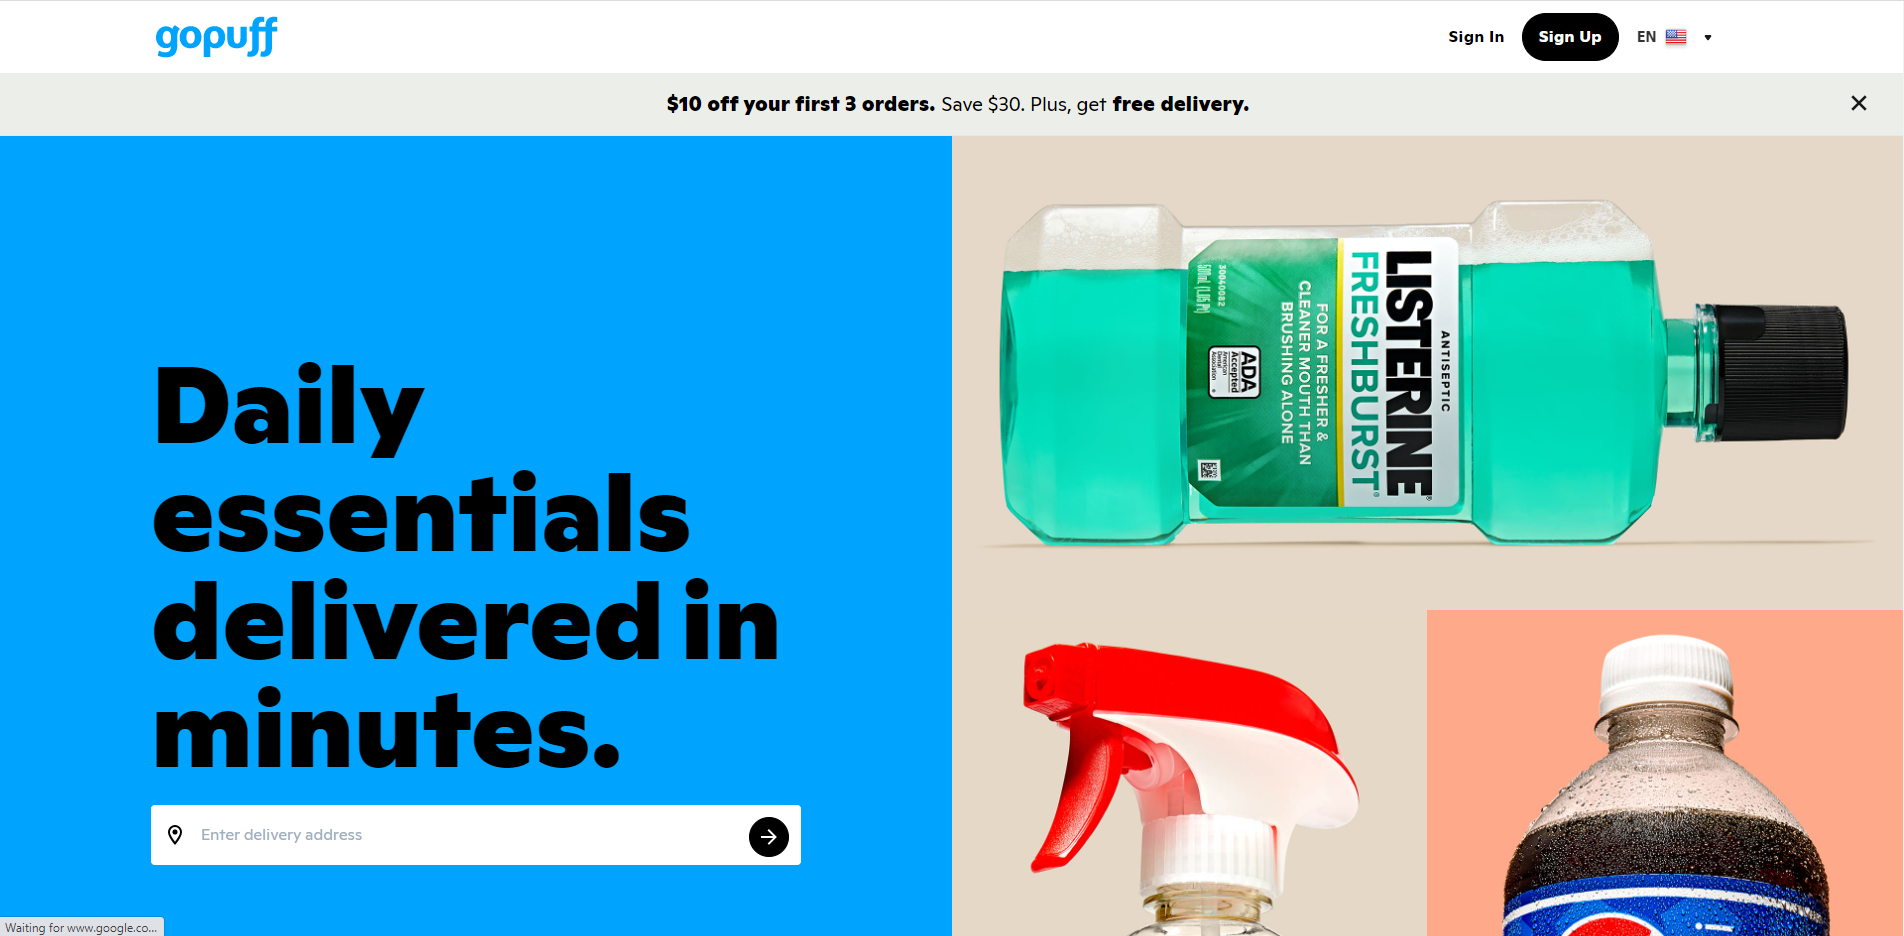 gopuff
Sign In
Sign Up
EN
$10 off your first 3 orders. Save $30. Plus, get free delivery.
Daily
essentials
delivered in
minutes.
Enter delivery address
ANTISEPTIC
LISTERINE®
FRESHBURST®
FOR A FRESHER &
CLEANER MOUTH THAN
BRUSHING ALONE
ADA
Accepted
American
Dental
Association
30040082
500mL (1.05 Pt)
Waiting for www.google.co...